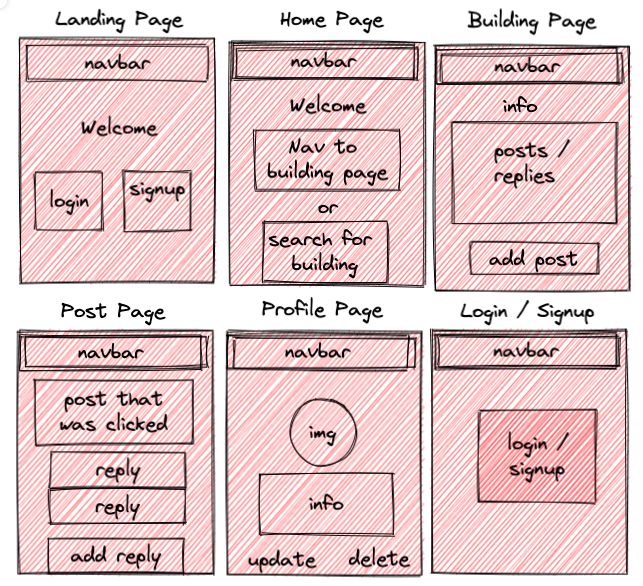 Landing Page
navbar
Welcome
login
signup
Home Page
navbar
Welcome
Nav to
building page
or
search for
building
Building Page
navbar
info
posts /
replies
add post
Post Page
navbar
post that
was clicked
reply
reply
add reply
Profile Page
navbar
img
info
update
delete
Login / Signup
navbar
login /
signup